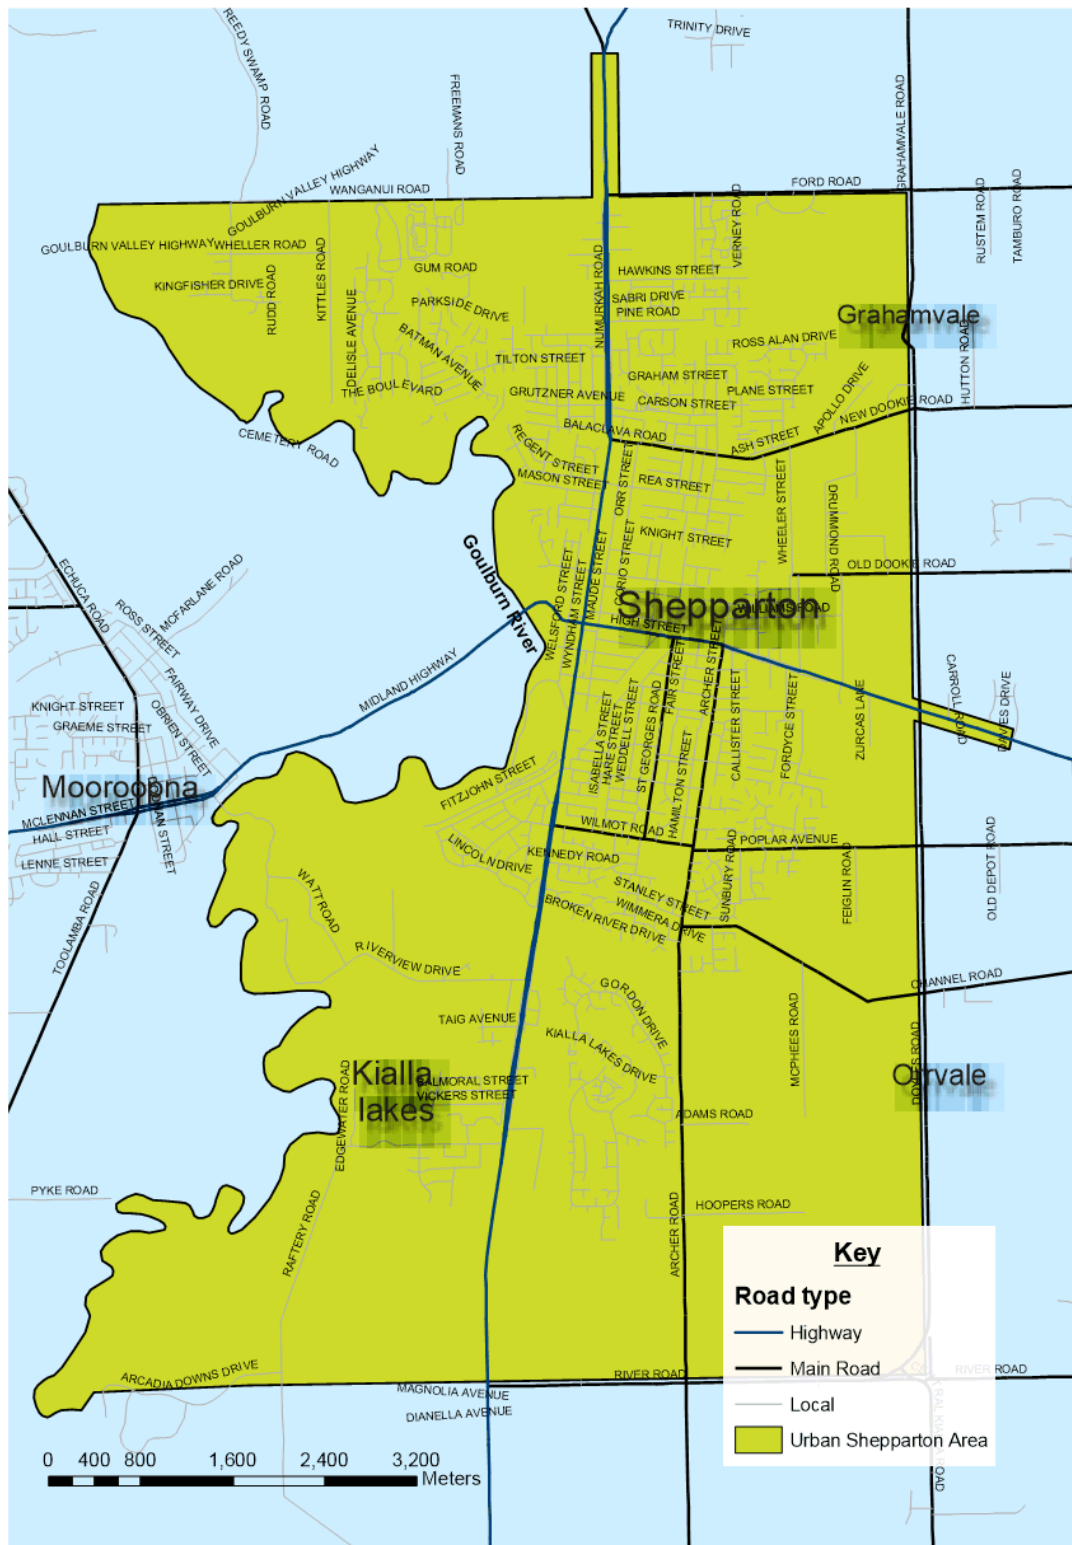 TRINITY DRIVE
REEDY SWAMP ROAD
FREEMANS ROAD
GRAHAMVALE ROAD
GOULBURN VALLEY HIGHWAY
WANGANUI ROAD
FORD ROAD
VERNEY ROAD
RUSTEM ROAD
TAMBURO ROAD
GOULBURN VALLEY HIGHWAY
WHELLER ROAD
KITTLES ROAD
NUMURKAH ROAD
GUM ROAD
HAWKINS STREET
KINGFISHER DRIVE
RUDD ROAD
DELISLE AVENUE
PARKSIDE DRIVE
SABRI DRIVE
PINE ROAD
Grahamvale
BATMAN AVENUE
ROSS ALAN DRIVE
HUTTON ROAD
TILTON STREET
GRAHAM STREET
THE BOULEVARD
GRUTZNER AVENUE
CARSON STREET
PLANE STREET
APOLLO DRIVE
NEW DOOKIE ROAD
BALACLAVA ROAD
ASH STREET
CEMETERY ROAD
REGENT STREET
MASON STREET
ORR STREET
REA STREET
WHEELER STREET
DRUMMOND ROAD
KNIGHT STREET
Goulburn River
ECHUCA ROAD
MCFARLANE ROAD
ROSS STREET
OLD DOOKIE ROAD
WELSFORD STREET
WYNDHAM STREET
MAUDE STREET
CORIO STREET
Shepparton
WILLIAMS ROAD
HIGH STREET
MIDLAND HIGHWAY
FAIRWAY DRIVE
FAIR STREET
ARCHER STREET
CARROLL ROAD
DAVIES DRIVE
KNIGHT STREET
GRAEME STREET
OBRIEN STREET
ISABELLA STREET
HARE STREET
WEDDELL STREET
ST GEORGES ROAD
HAMILTON STREET
CALLISTER STREET
FORDYCE STREET
ZURCAS LAKE
Mooroopna
FITZJOHN STREET
MCLENNAN STREET
HALL STREET
LENNE STREET
WILMOT ROAD
POPLAR AVENUE
LINCOLN DRIVE
KENNEDY ROAD
SUNBURY ROAD
FEIGLIN ROAD
OLD DEPOT ROAD
STANLEY STREET
WATT ROAD
WIMMERA DRIVE
BROKEN RIVER DRIVE
TOOLAMBA ROAD
RIVERVIEW DRIVE
CHANNEL ROAD
GORDON DRIVE
TAIG AVENUE
KIALLA LAKES DRIVE
MCPHEES ROAD
DOYLES ROAD
Kialla
lakes
Orrvale
BALMORAL STREET
VICKERS STREET
EDGEWATER ROAD
ADAMS ROAD
PYKE ROAD
RAFTERY ROAD
ARCHER ROAD
HOOPERS ROAD
Key
Road type
Highway
Main Road
Local
Urban Shepparton Area
ARCADIA DOWNS DRIVE
RIVER ROAD
RIVER ROAD
MAGNOLIA AVENUE
DIANELLA AVENUE
0 400 800 1,600 2,400 3,200
Meters